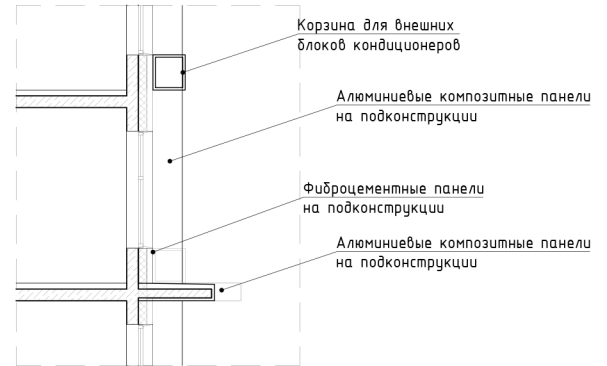 Корзина для внешних
блоков кондиционеров
Алюминиевые композитные панели
на подконструкции
Фиброцементные панели
на подконструкции
Алюминиевые композитные панели
на подконструкции